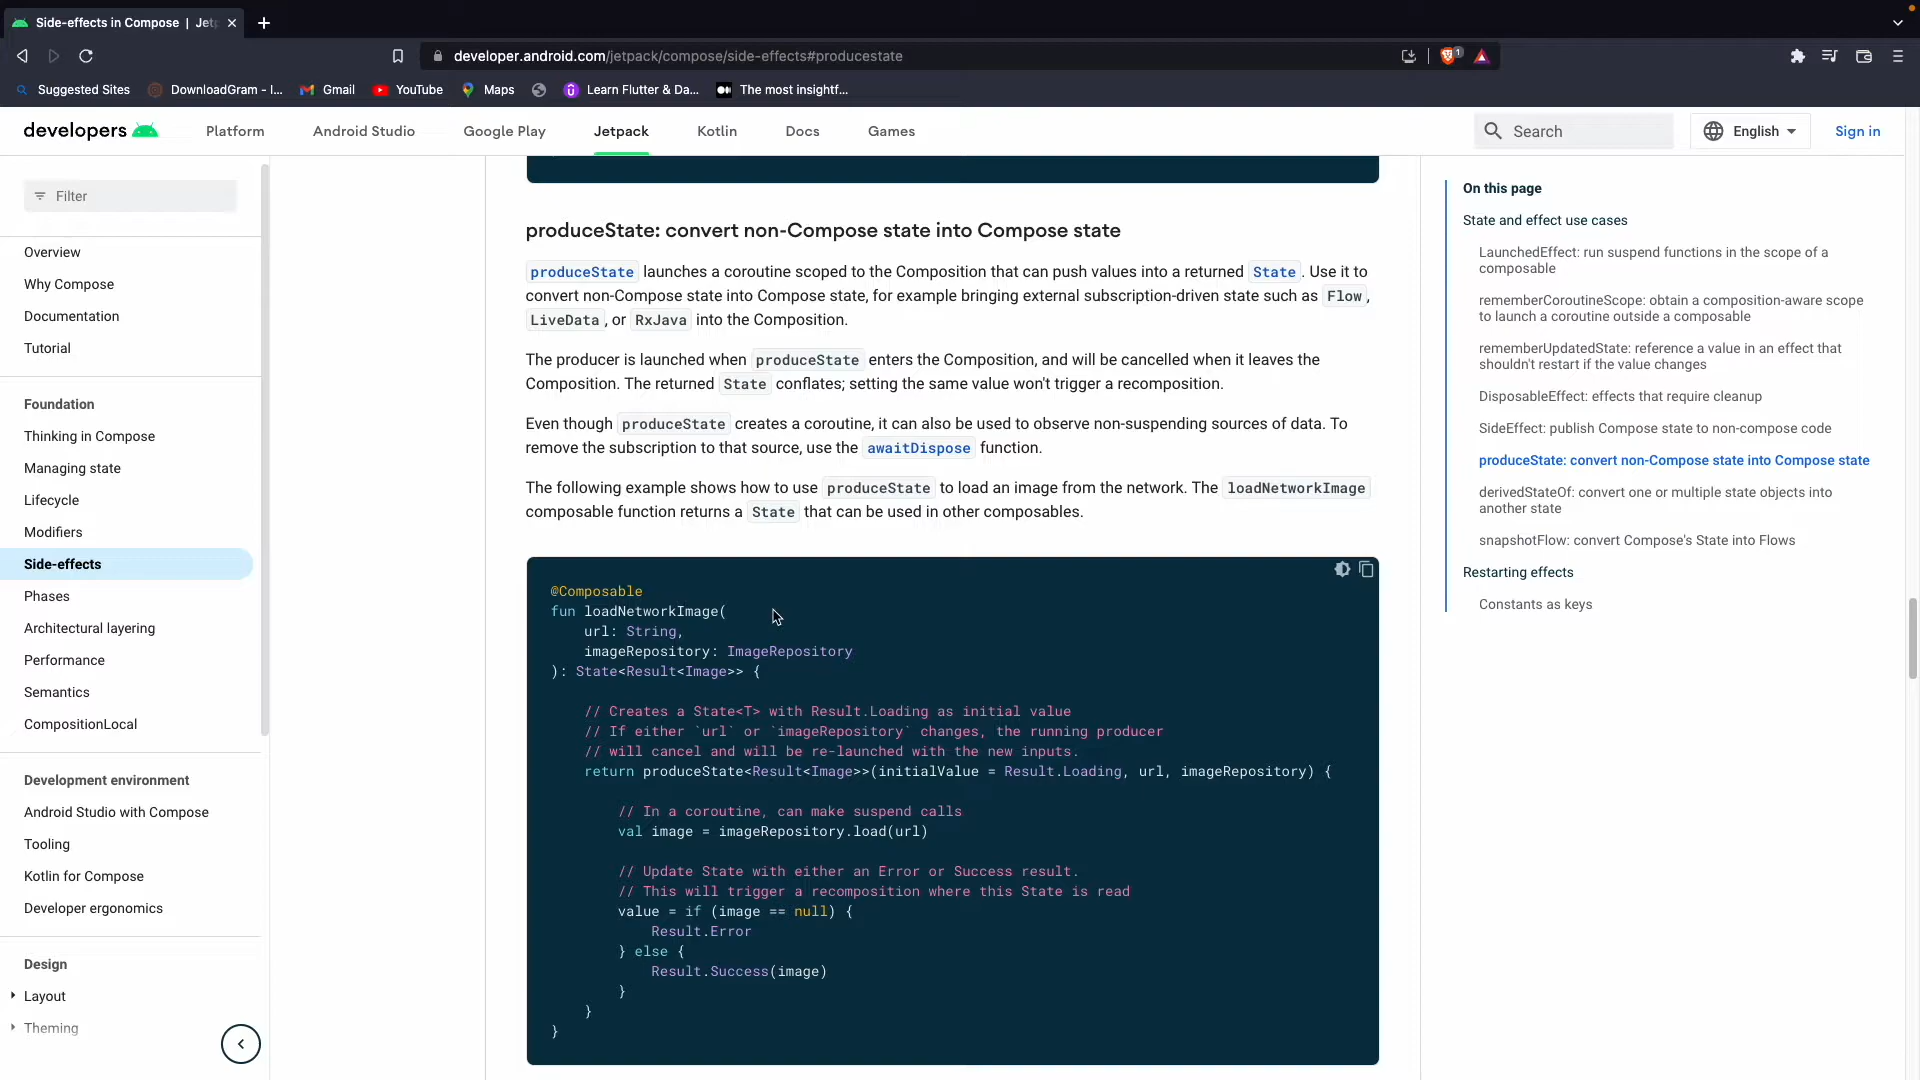 Side-effects in Compose | Jetp
developer.android.com/jetpack/compose/side-effects#producestate
1
Suggested Sites
DownloadGram - I...
Gmail
YouTube
Maps
Learn Flutter & Da...
The most insightf...
developers
Platform
Android Studio
Google Play
Jetpack
Kotlin
Docs
Games
Search
English
Sign in
Filter
Overview
Why Compose
Documentation
Tutorial
Foundation
Thinking in Compose
Managing state
Lifecycle
Modifiers
Side-effects
Phases
Architectural layering
Performance
Semantics
CompositionLocal
Development environment
Android Studio with Compose
Tooling
Kotlin for Compose
Developer ergonomics
Design
Layout
Theming
produceState: convert non-Compose state into Compose state
produceState launches a coroutine scoped to the Composition that can push values into a returned State. Use it to
convert non-Compose state into Compose state, for example bringing external subscription-driven state such as Flow,
LiveData, or RxJava into the Composition.
The producer is launched when produceState enters the Composition, and will be cancelled when it leaves the
Composition. The returned State conflates; setting the same value won't trigger a recomposition.
Even though produceState creates a coroutine, it can also be used to observe non-suspending sources of data. To
remove the subscription to that source, use the awaitDispose function.
The following example shows how to use produceState to load an image from the network. The loadNetworkImage
composable function returns a State that can be used in other composables.
@Composable
fun loadNetworkImage(
    url: String,
    imageRepository: ImageRepository
): State<Result<Image>> {
    // Creates a State<T> with Result.Loading as initial value
    // If either `url` or `imageRepository` changes, the running producer
    // will cancel and will be re-launched with the new inputs.
    return produceState<Result<Image>>(initialValue = Result.Loading, url, imageRepository) {
        // In a coroutine, can make suspend calls
        val image = imageRepository.load(url)
        // Update State with either an Error or Success result.
        // This will trigger a recomposition where this State is read
        value = if (image == null) {
            Result.Error
        } else {
            Result.Success(image)
        }
    }
}
On this page
State and effect use cases
LaunchedEffect: run suspend functions in the scope of a
composable
rememberCoroutineScope: obtain a composition-aware scope
to launch a coroutine outside a composable
rememberUpdatedState: reference a value in an effect that
shouldn't restart if the value changes
DisposableEffect: effects that require cleanup
SideEffect: publish Compose state to non-compose code
produceState: convert non-Compose state into Compose state
derivedStateOf: convert one or multiple state objects into
another state
snapshotFlow: convert Compose's State into Flows
Restarting effects
Constants as keys